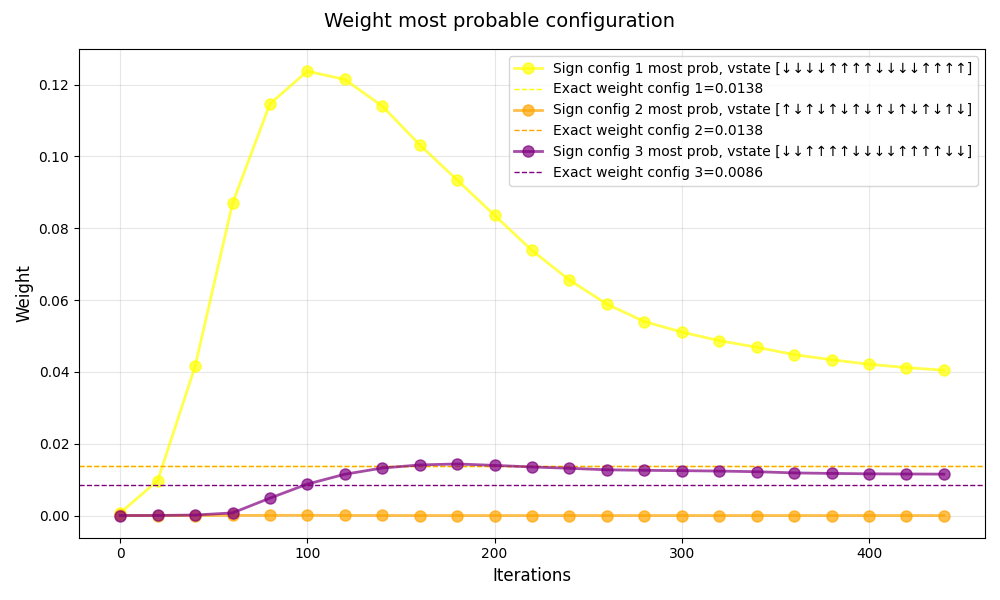 Weight most probable configuration
Sign config 1 most prob, vstate [↓↓↓↓↑↑↑↑↓↓↓↓↑↑↑↑]
Exact weight config 1=0.0138
Sign config 2 most prob, vstate [↑↓↑↓↑↓↑↓↑↓↑↓↑↓↑↓]
Exact weight config 2=0.0138
Sign config 3 most prob, vstate [↓↓↑↑↑↑↓↓↓↓↑↑↑↑↓↓]
Exact weight config 3=0.0086
Weight
0.12
0.10
0.08
0.06
0.04
0.02
0.00
0 100 200 300 400
Iterations